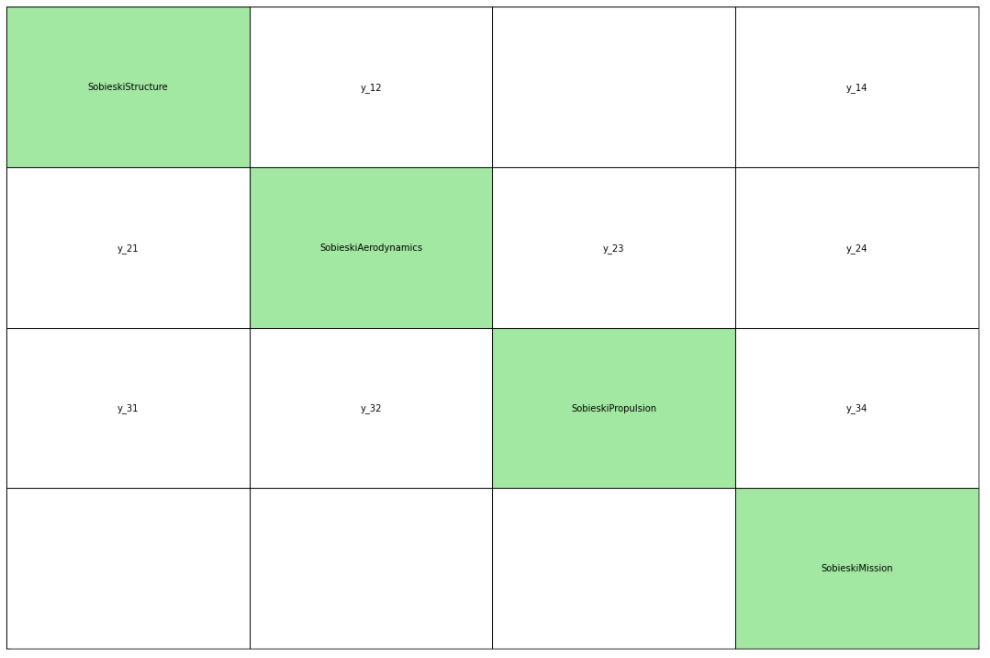 SobieskiStructure
y_12
y_14
y_21
SobieskiAerodynamics
y_23
y_24
y_31
y_32
SobieskiPropulsion
y_34
SobieskiMission